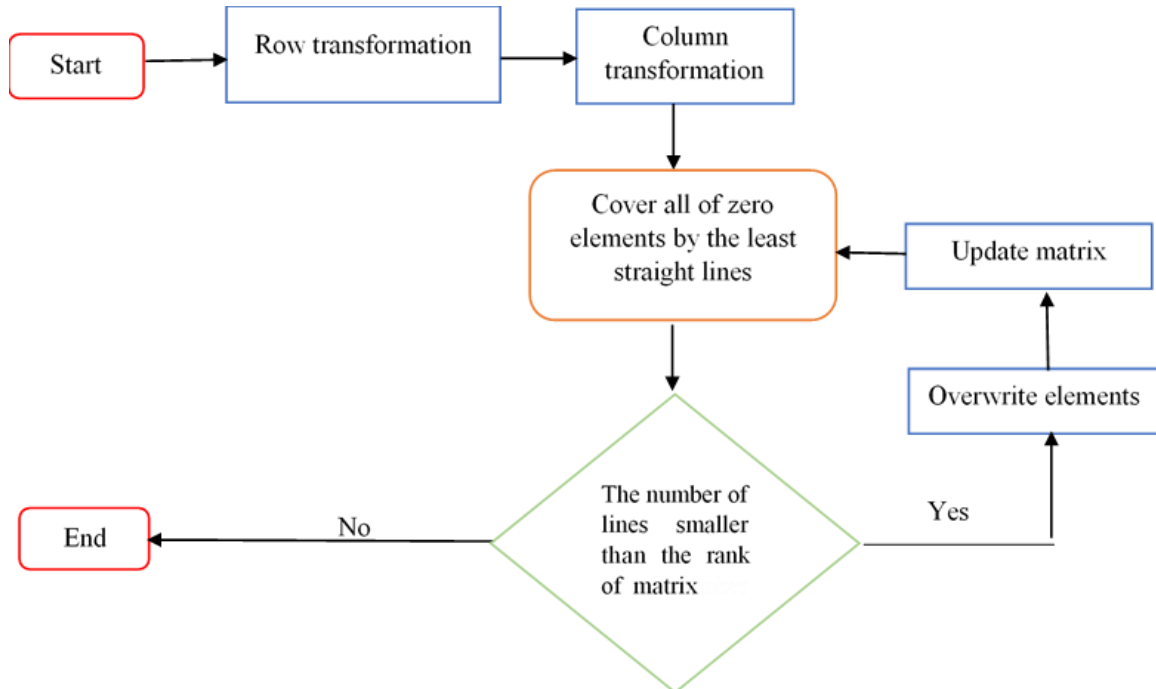 Start
Row transformation
Column
transformation
Cover all of zero
elements by the least
straight lines
Update matrix
Overwrite elements
The number of
lines smaller
than the rank
of matrix
Yes
No
End